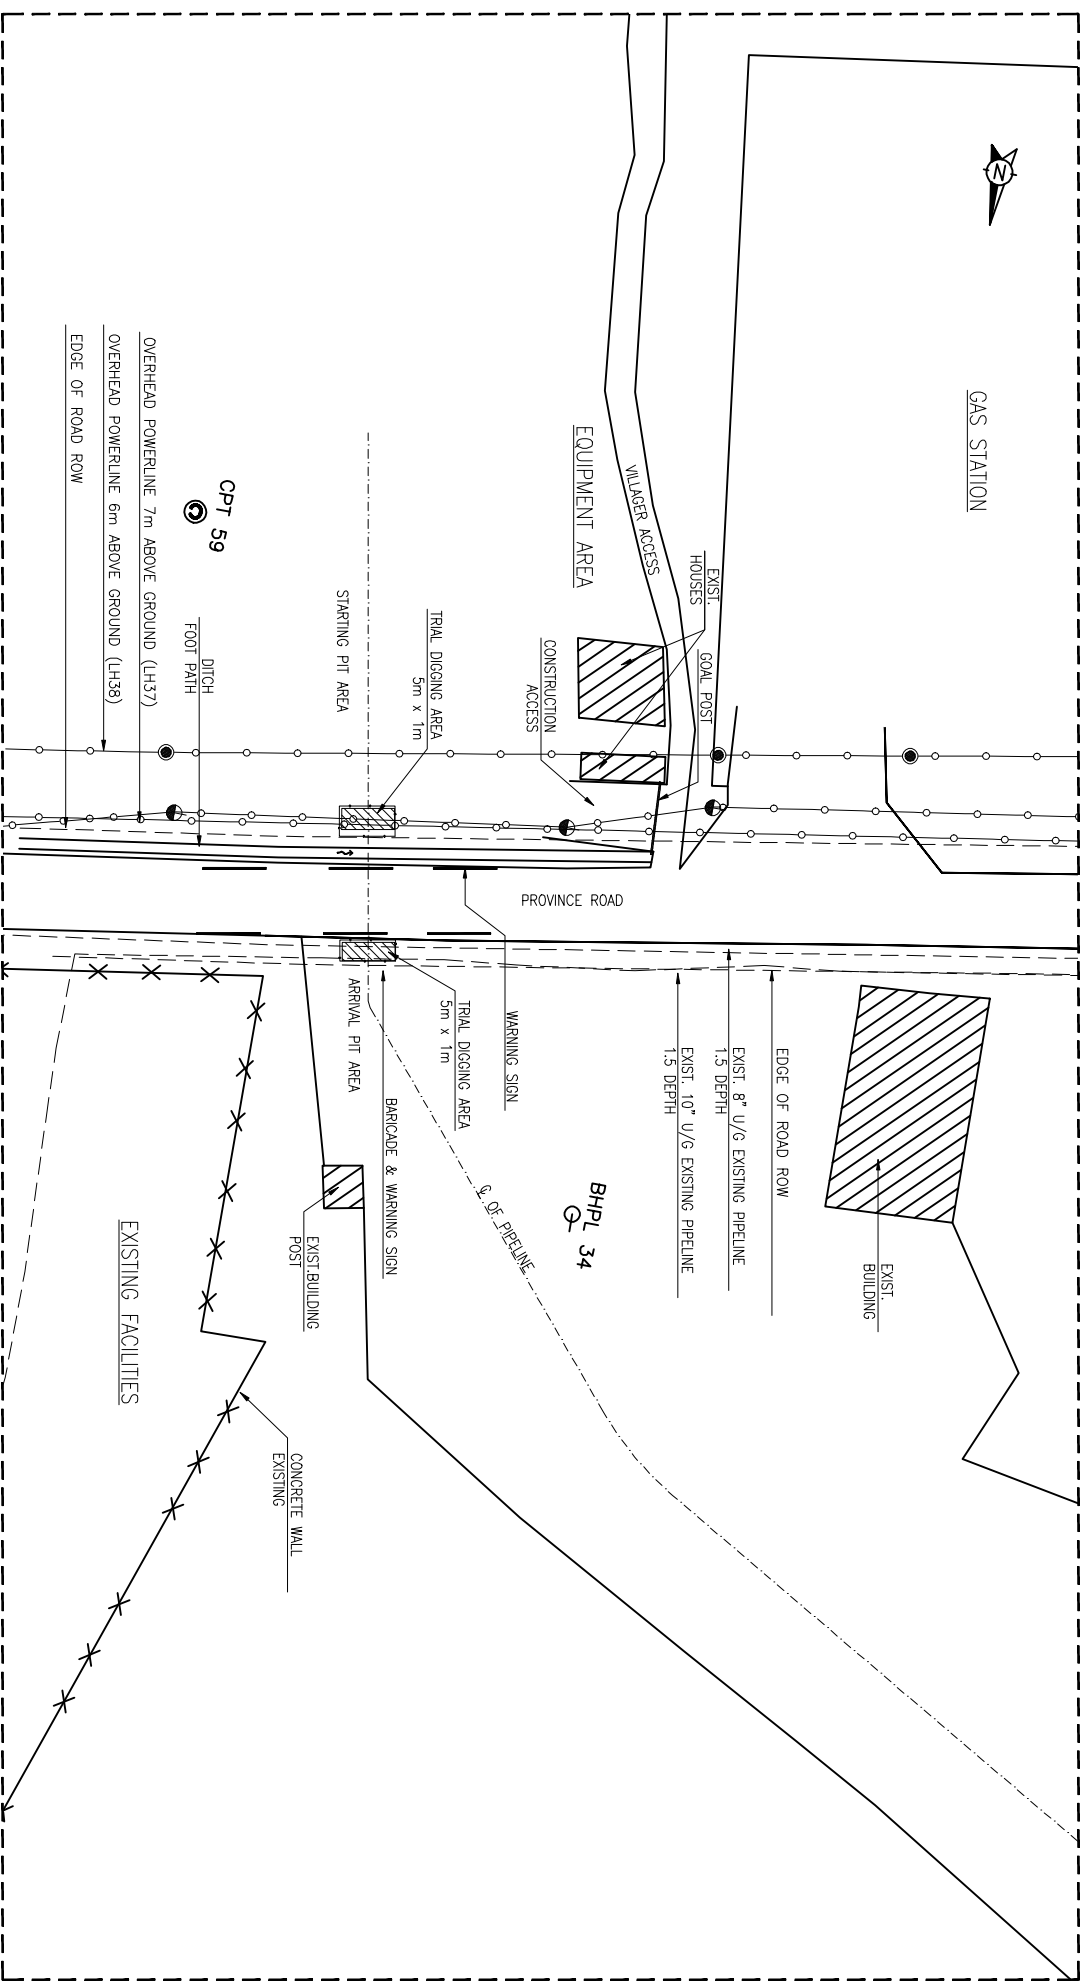 N
GAS STATION
EQUIPMENT AREA
VILLAGER ACCESS
EXIST.
HOUSES
GOAL POST
CONSTRUCTION
ACCESS
TRIAL DIGGING AREA
5m x 1m
STARTING PIT AREA
CPT 59
DITCH
FOOT PATH
OVERHEAD POWERLINE 7m ABOVE GROUND (LH37)
OVERHEAD POWERLINE 6m ABOVE GROUND (LH38)
EDGE OF ROAD ROW
PROVINCE ROAD
EXIST.
BUILDING
EDGE OF ROAD ROW
EXIST. 8" U/G EXISTING PIPELINE
1.5 DEPTH
EXIST. 10" U/G EXISTING PIPELINE
1.5 DEPTH
BHPL 34
WARNING SIGN
TRIAL DIGGING AREA
5m x 1m
℄ OF PIPELINE
BARICADE & WARNING SIGN
ARRIVAL PIT AREA
EXIST.BUILDING
POST
CONCRETE WALL
EXISTING
EXISTING FACILITIES